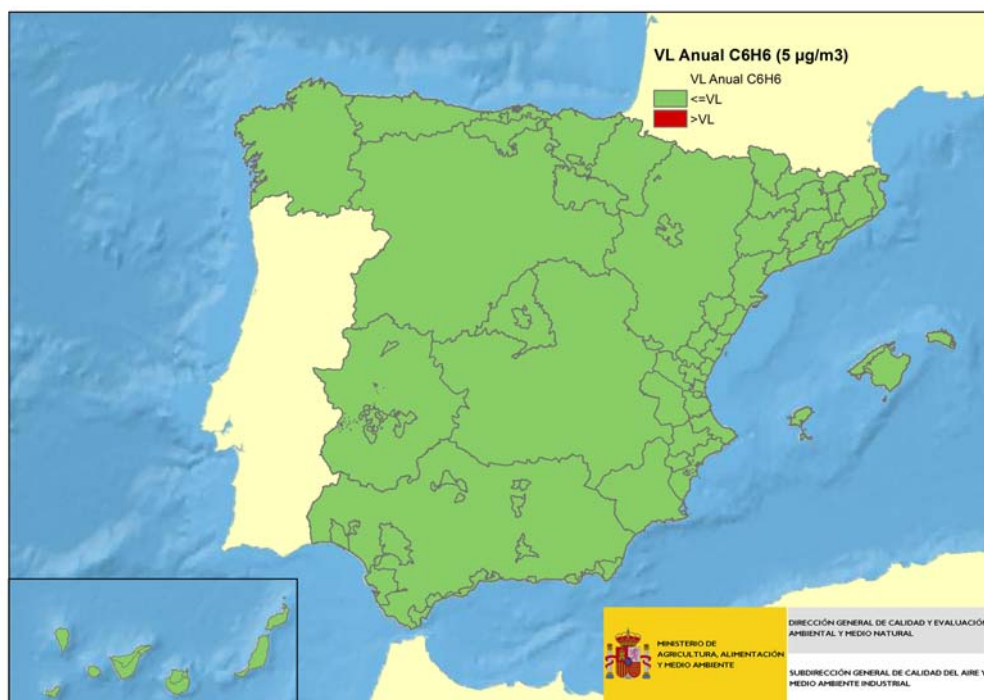 VL Anual C6H6 (5 µg/m3)
VL Anual C6H6
<=VL
>VL
MINISTERIO DE
AGRICULTURA, ALIMENTACIÓN
Y MEDIO AMBIENTE
DIRECCIÓN GENERAL DE CALIDAD Y EVALUACIÓN
AMBIENTAL Y MEDIO NATURAL
SUBDIRECCIÓN GENERAL DE CALIDAD DEL AIRE Y
MEDIO AMBIENTE INDUSTRIAL